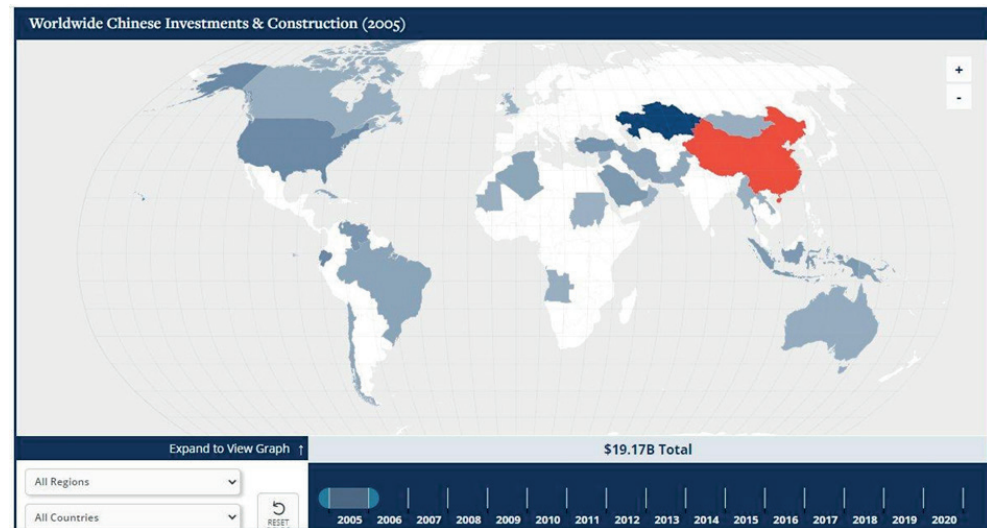 Worldwide Chinese Investments & Construction (2005)
+
-
Expand to View Graph ↑
$19.17B Total
All Regions
All Countries
RESET
2005 2006 2007 2008 2009 2010 2011 2012 2013 2014 2015 2016 2017 2018 2019 2020